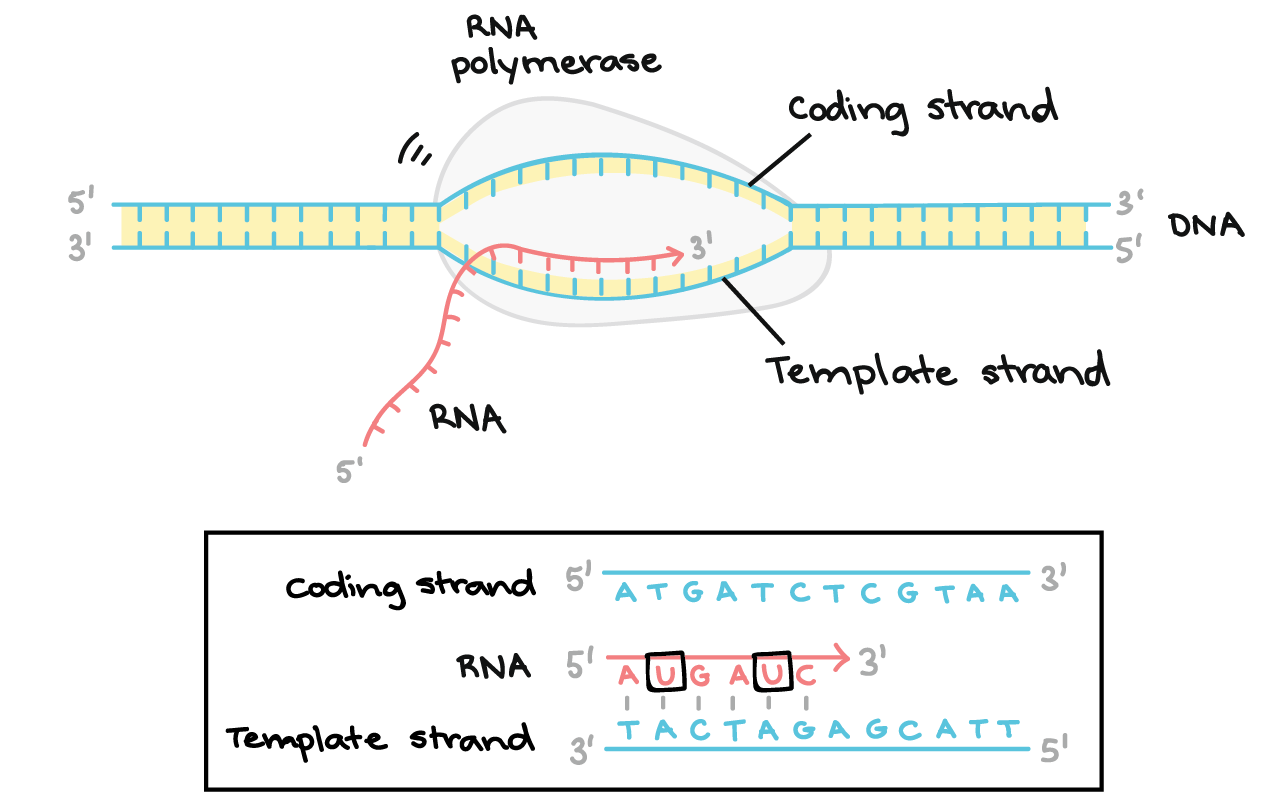 RNA
polymerase
Coding strand
5' 3'
3' 5'
DNA
3'
Template strand
RNA
5'
Coding strand 5' A T G A T C T C G T A A 3'
RNA 5' A U G A U C 3'
Template strand 3' T A C T A G A G C A T T 5'